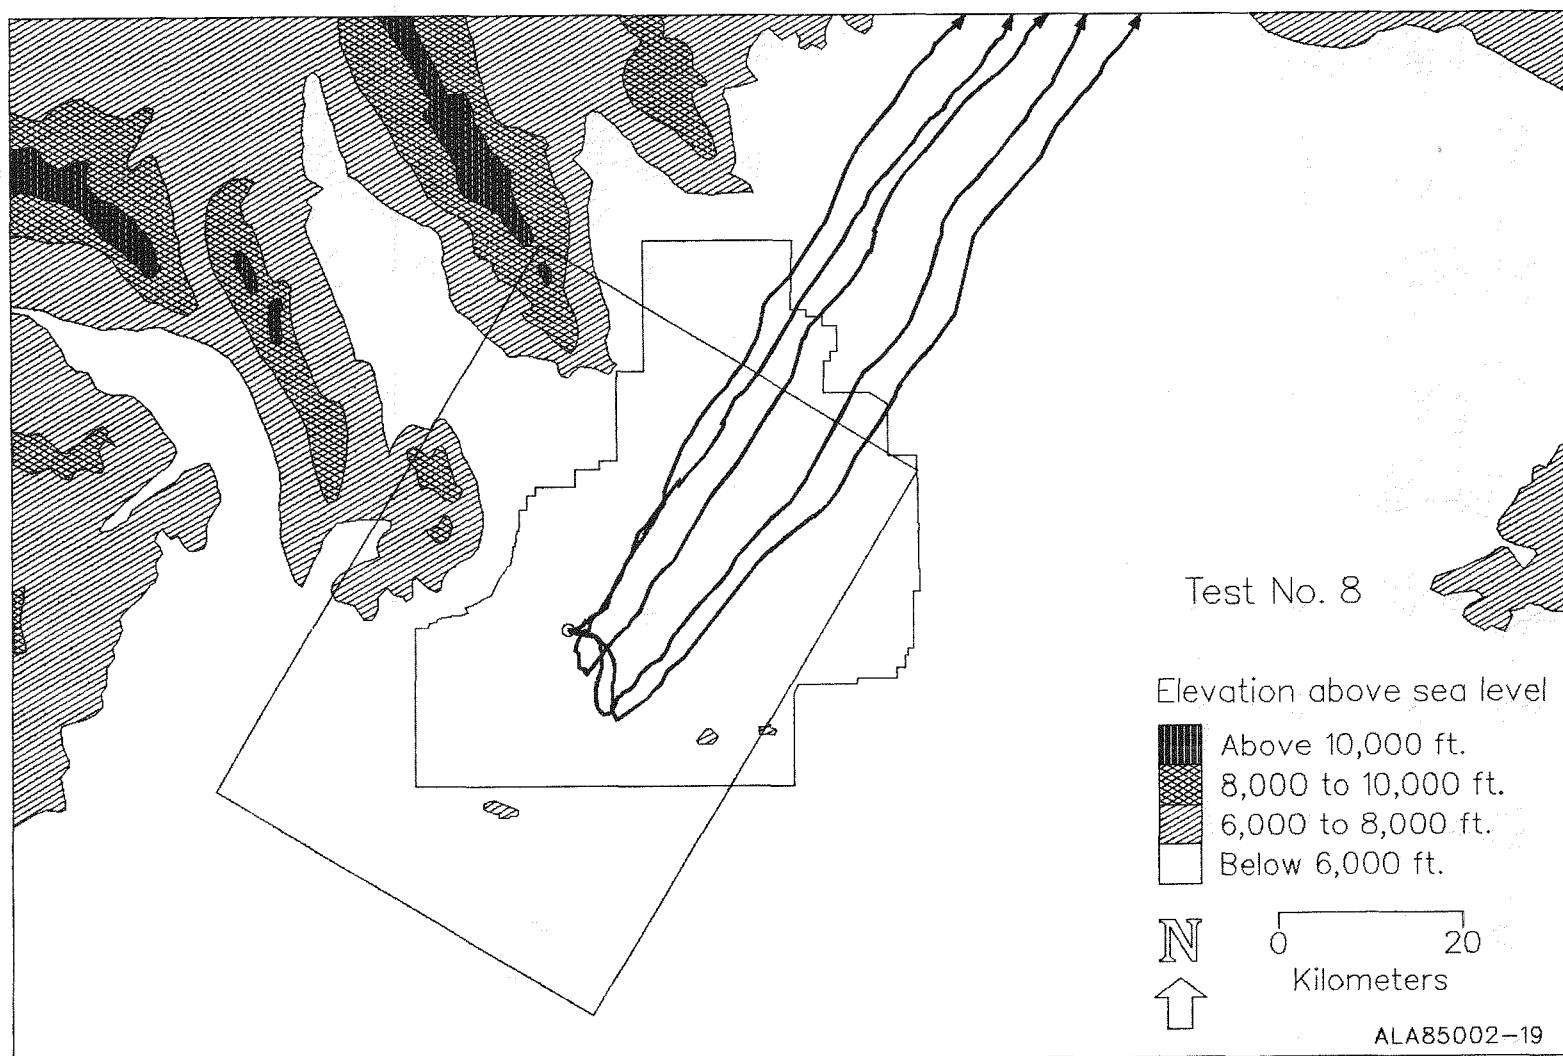 Test No. 8
Elevation above sea level
Above 10,000 ft.
8,000 to 10,000 ft.
6,000 to 8,000 ft.
Below 6,000 ft.
N
0 20
Kilometers
ALA85002-19